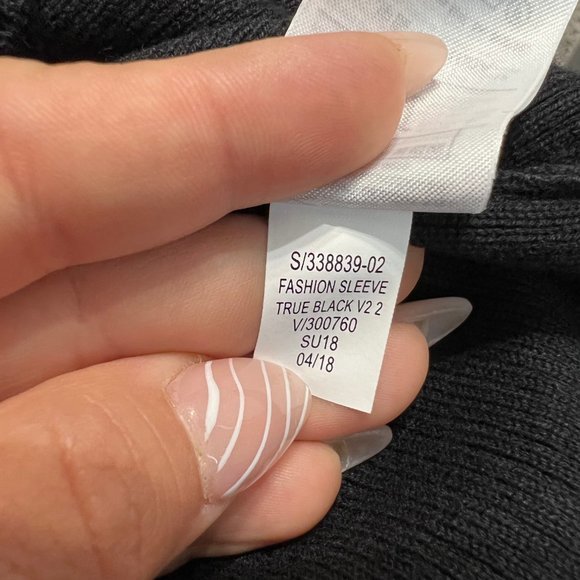 S/338839-02
FASHION SLEEVE
TRUE BLACK V2 2
V/300760
SU18
04/18